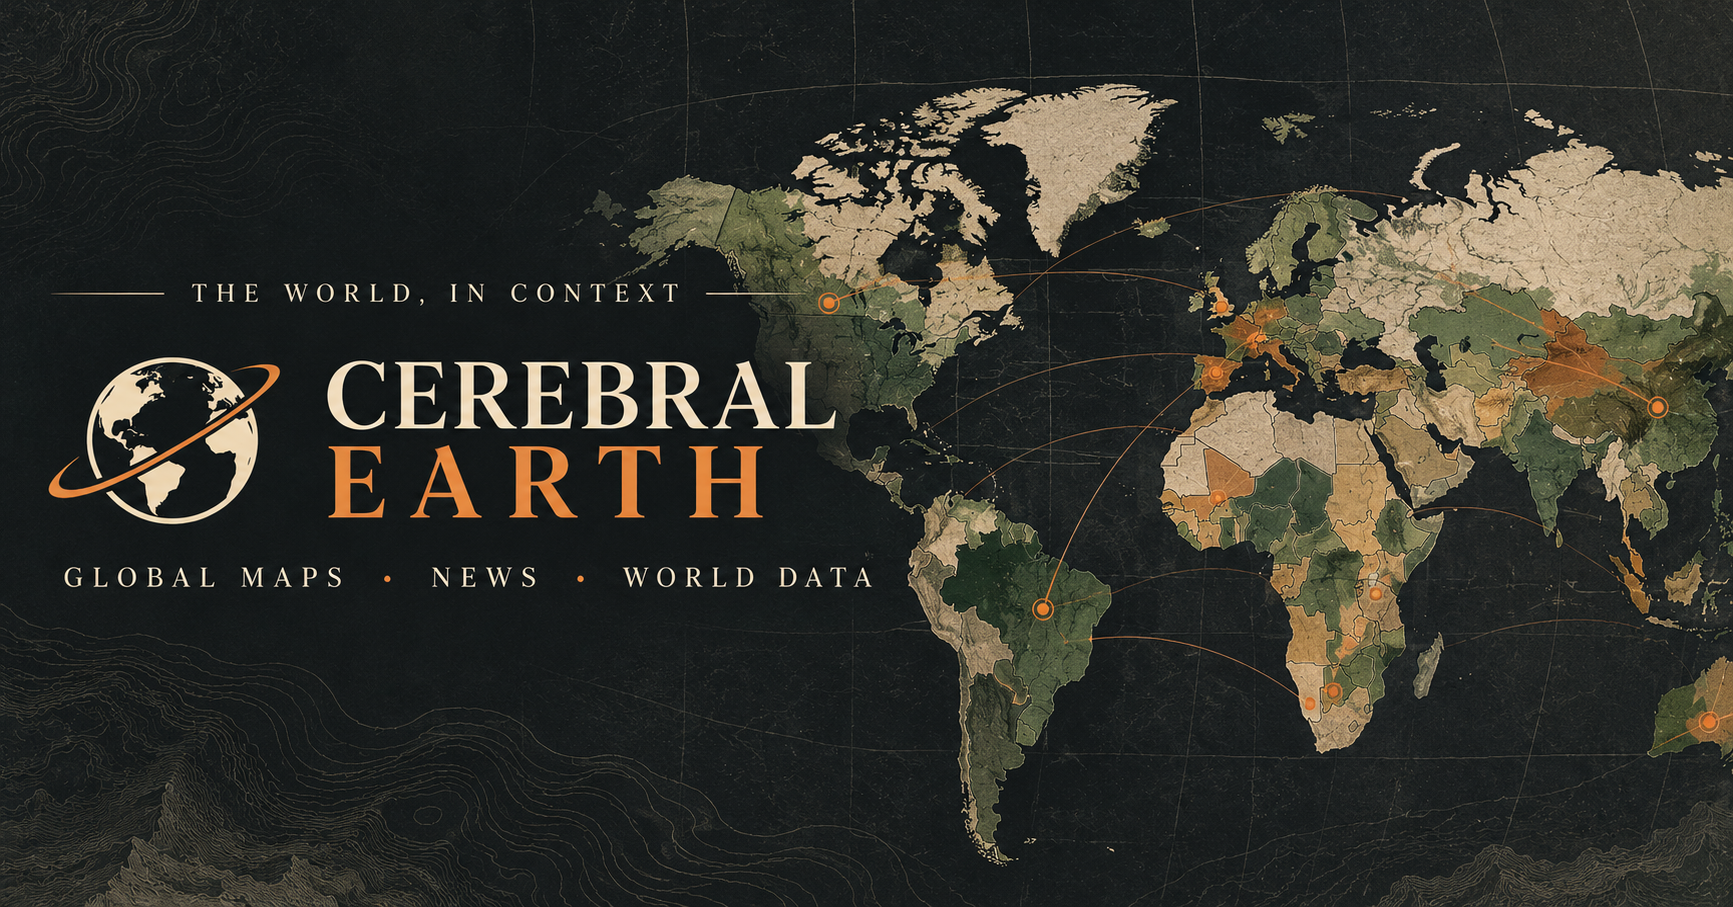 THE WORLD, IN CONTEXT
CEREBRAL
EARTH
GLOBAL MAPS • NEWS • WORLD DATA